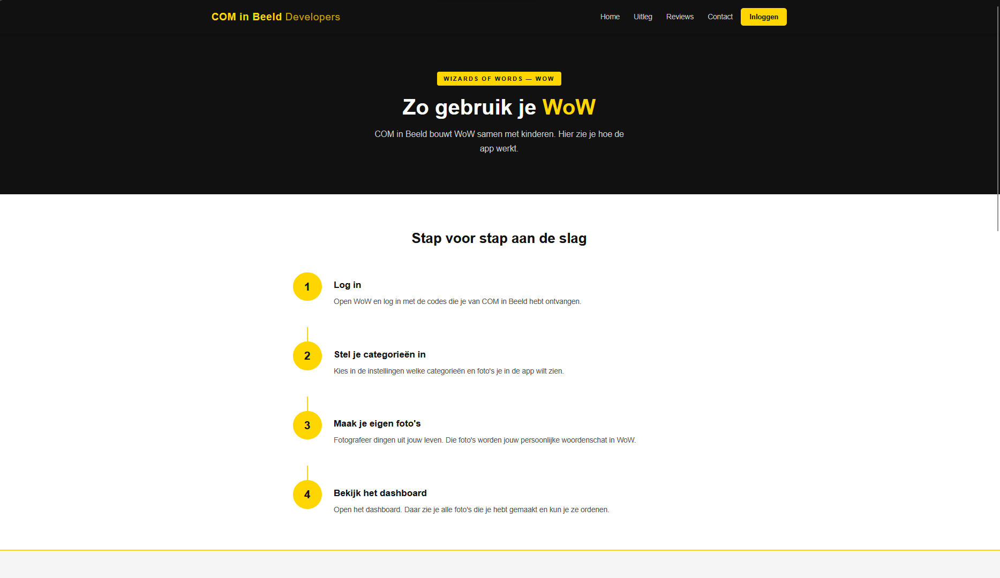 COM in Beeld Developers
Home
Uitleg
Reviews
Contact
Inloggen
WIZARDS OF WORDS — WOW
Zo gebruik je WoW
COM in Beeld bouwt WoW samen met kinderen. Hier zie je hoe de
app werkt.
Stap voor stap aan de slag
1
Log in
Open WoW en log in met de codes die je van COM in Beeld hebt ontvangen.
2
Stel je categorieën in
Kies in de instellingen welke categorieën en foto's je in de app wilt zien.
3
Maak je eigen foto's
Fotografeer dingen uit jouw leven. Die foto's worden jouw persoonlijke woordenschat in WoW.
4
Bekijk het dashboard
Open het dashboard. Daar zie je alle foto's die je hebt gemaakt en kun je ze ordenen.